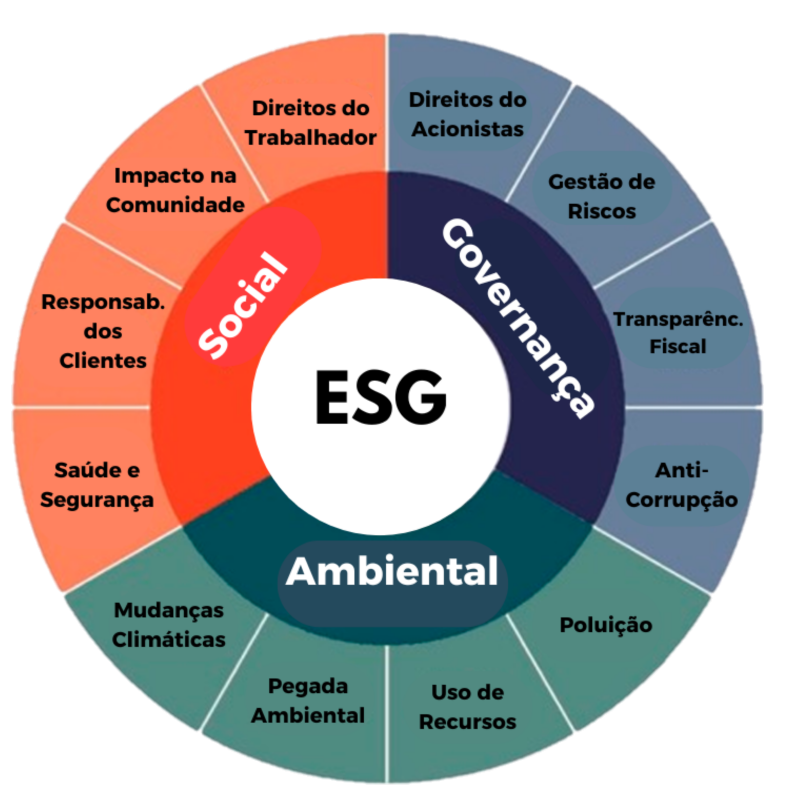 Direitos do
Trabalhador
Direitos do
Acionistas
Impacto na
Comunidade
Gestão de
Riscos
Social
Governança
Responsab.
dos
Clientes
Transparênc.
Fiscal
ESG
Saúde e
Segurança
Anti-
Corrupção
Ambiental
Mudanças
Climáticas
Poluição
Pegada
Ambiental
Uso de
Recursos